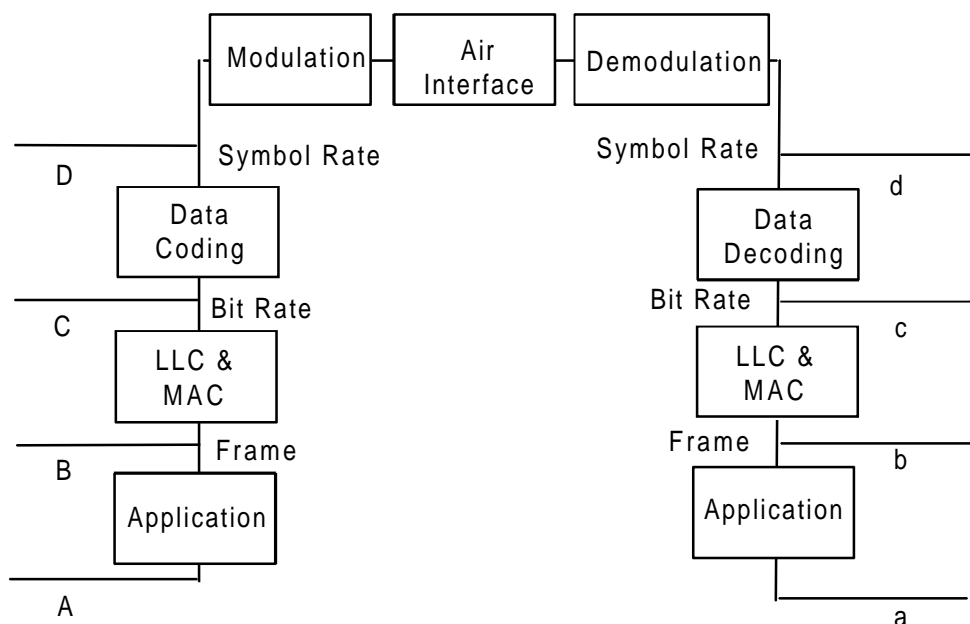 Modulation
Air
Interface
Demodulation
Symbol Rate
Symbol Rate
D
d
Data
Coding
Data
Decoding
Bit Rate
Bit Rate
C
c
LLC &
MAC
LLC &
MAC
Frame
Frame
B
b
Application
Application
A
a